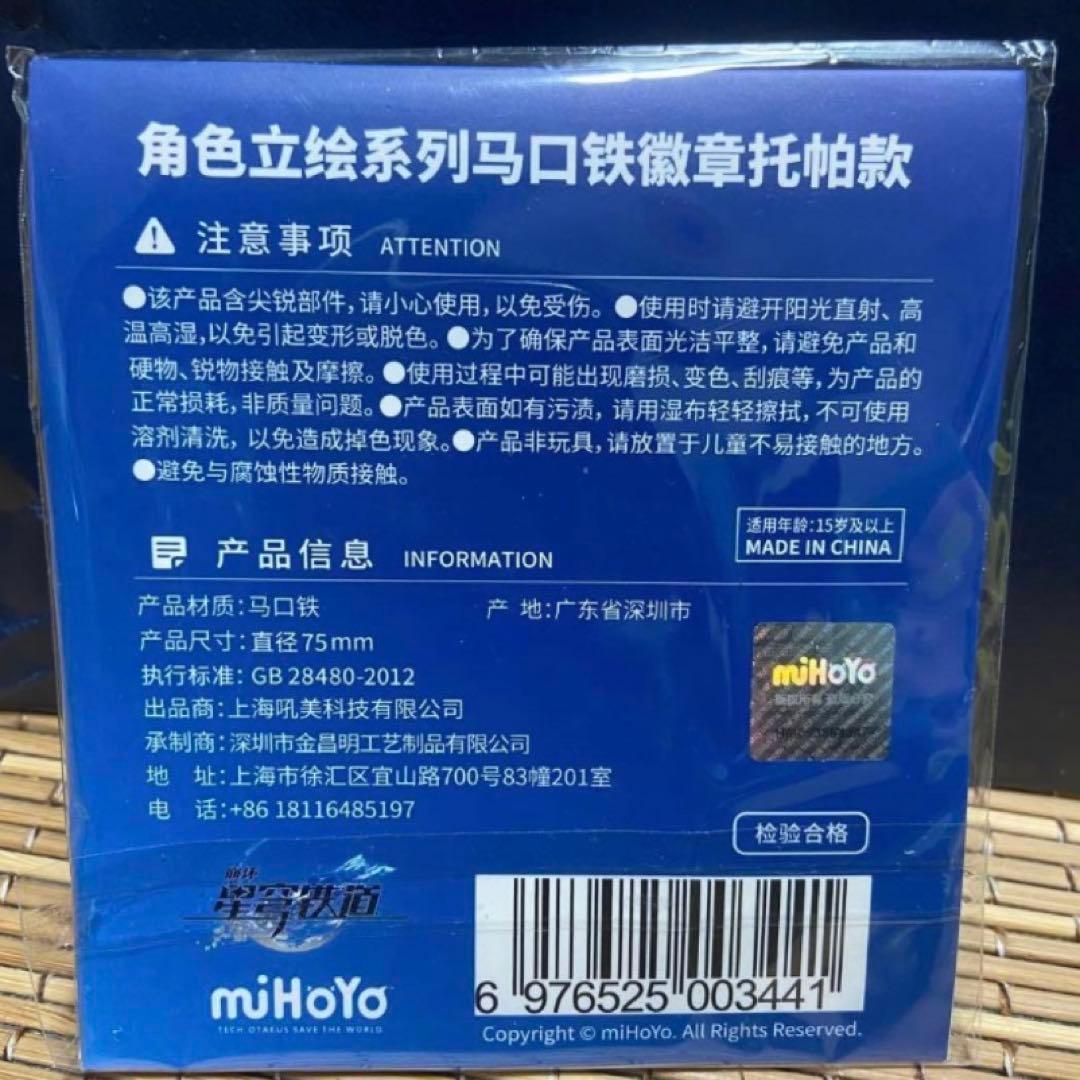 角色立绘系列马口铁徽章托帕款
注意事项 ATTENTION
●该产品含尖锐部件,请小心使用,以免受伤。●使用时请避开阳光直射、高
温高湿,以免引起变形或脱色。●为了确保产品表面光洁平整,请避免产品和
硬物、锐物接触及摩擦。●使用过程中可能出现磨损、变色、刮痕等,为产品的
正常损耗,非质量问题。●产品表面如有污渍,请用湿布轻轻擦拭,不可使用
溶剂清洗,以免造成掉色现象。●产品非玩具,请放置于儿童不易接触的地方。
●避免与腐蚀性物质接触。
适用年龄:15岁及以上
MADE IN CHINA
产品信息 INFORMATION
产品材质:马口铁 产 地:广东省深圳市
产品尺寸:直径75mm
执行标准:GB 28480-2012
出品商:上海吼美科技有限公司
承制商:深圳市金昌明工艺制品有限公司
地 址:上海市徐汇区宜山路700号83幢201室
电 话:+86 18116485197
miHoYo
检验合格
崩坏
星穹铁道
miHoYo
TECH OTAKUS SAVE THE WORLD
6 976525 003441
Copyright © miHoYo. All Rights Reserved.